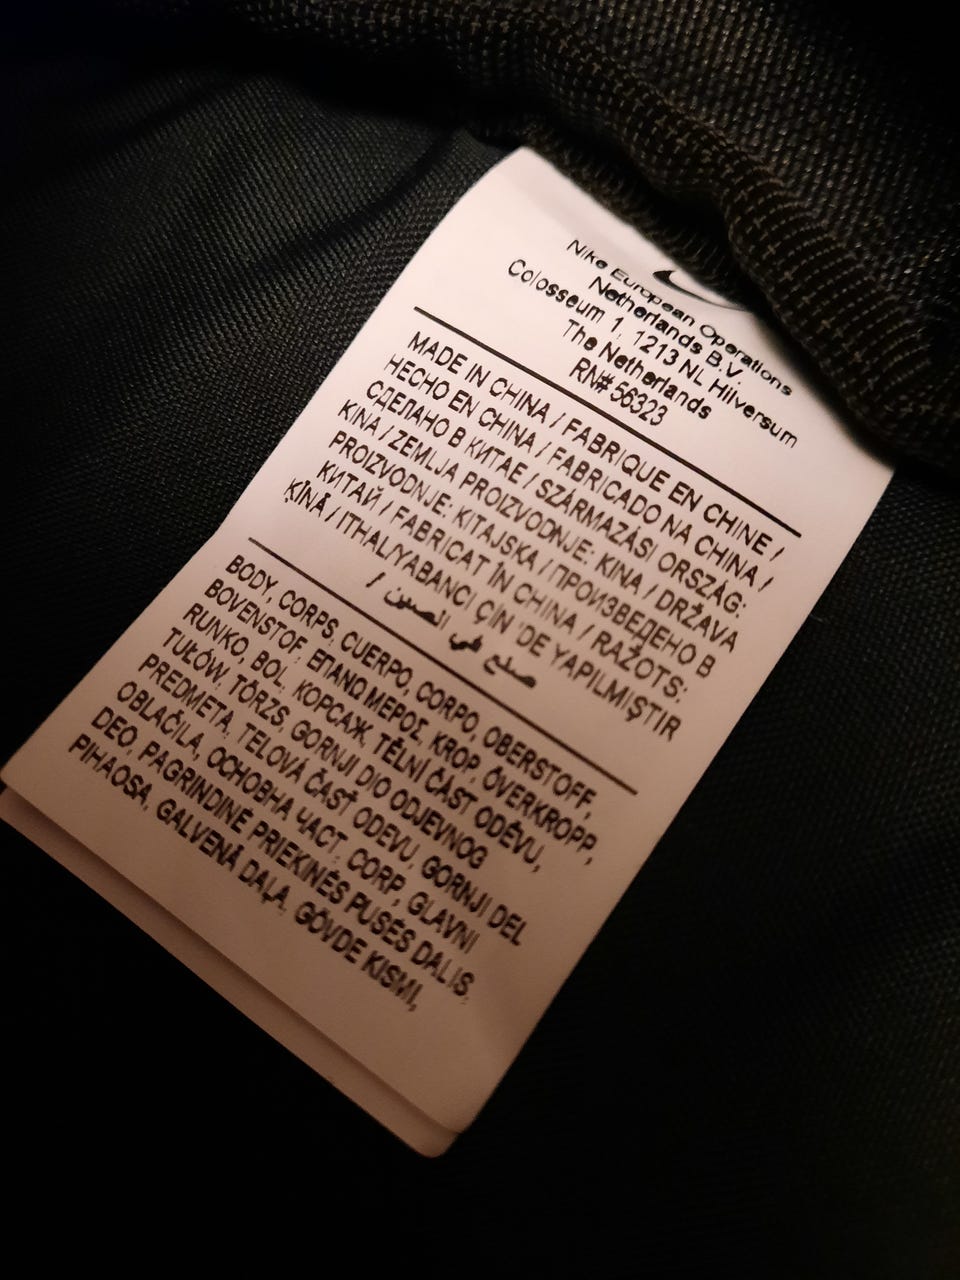 Nike European Operations
Netherlands B.V.
Colosseum 1, 1213 NL Hilversum
The Netherlands
RN# 56323
MADE IN CHINA / FABRIQUE EN CHINE /
HECHO EN CHINA / FABRICADO NA CHINA /
СДЕЛАНО В КИТАЕ / SZÁRMAZÁSI ORSZÁG:
KINA / ZEMLJA PROIZVODNJE: KINA / DRŽAVA
PROIZVODNJE: KITAJSKA / ПРОИЗВЕДЕНО В
КИТАЙ / FABRICAT ÎN CHINA / RAŽOTS:
ĶĪNĀ / ITHALIYABANCI ÇİN 'DE YAPILMIŞTIR
/ صنع في الصين
BODY, CORPS, CUERPO, CORPO, OBERSTOFF,
BOVENSTOF, ΕΠΑΝΩ ΜΕΡΟΣ, KROP, ÖVERKROPP,
RUNKO, BOL, КОРСАЖ, TĚLNÍ ČÁST ODĚVU,
TUŁÓW, TÖRZS, GORNJI DIO ODJEVNOG
PREDMETA, TELOVÁ ČASŤ ODEVU, GORNJI DEL
OBLAČILA, ОСНОВНА ЧАСТ, CORP, GLAVNI
DEO, PAGRINDINĖ PRIEKINĖS PUSĖS DALIS,
PIHAOSA, GALVENĀ DAĻA, GÖVDE KISMI,